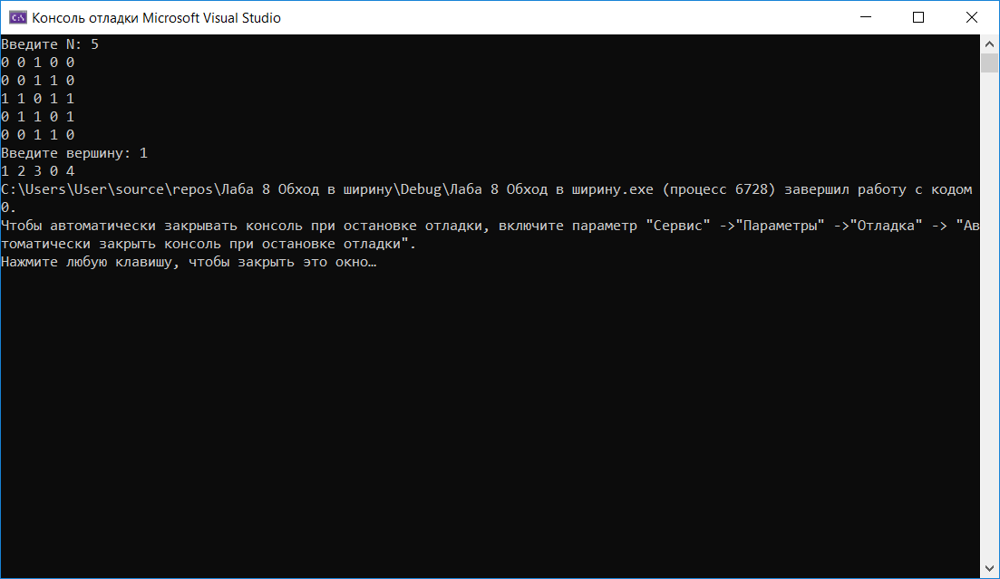 Консоль отладки Microsoft Visual Studio
Введите N: 5
0 0 1 0 0
0 0 1 1 0
1 1 0 1 1
0 1 1 0 1
0 0 1 1 0
Введите вершину: 1
1 2 3 0 4
C:\Users\User\source\repos\Лаба 8 Обход в ширину\Debug\Лаба 8 Обход в ширину.exe (процесс 6728) завершил работу с кодом
0.
Чтобы автоматически закрывать консоль при остановке отладки, включите параметр "Сервис" ->"Параметры" ->"Отладка" -> "Ав
томатически закрыть консоль при остановке отладки".
Нажмите любую клавишу, чтобы закрыть это окно…